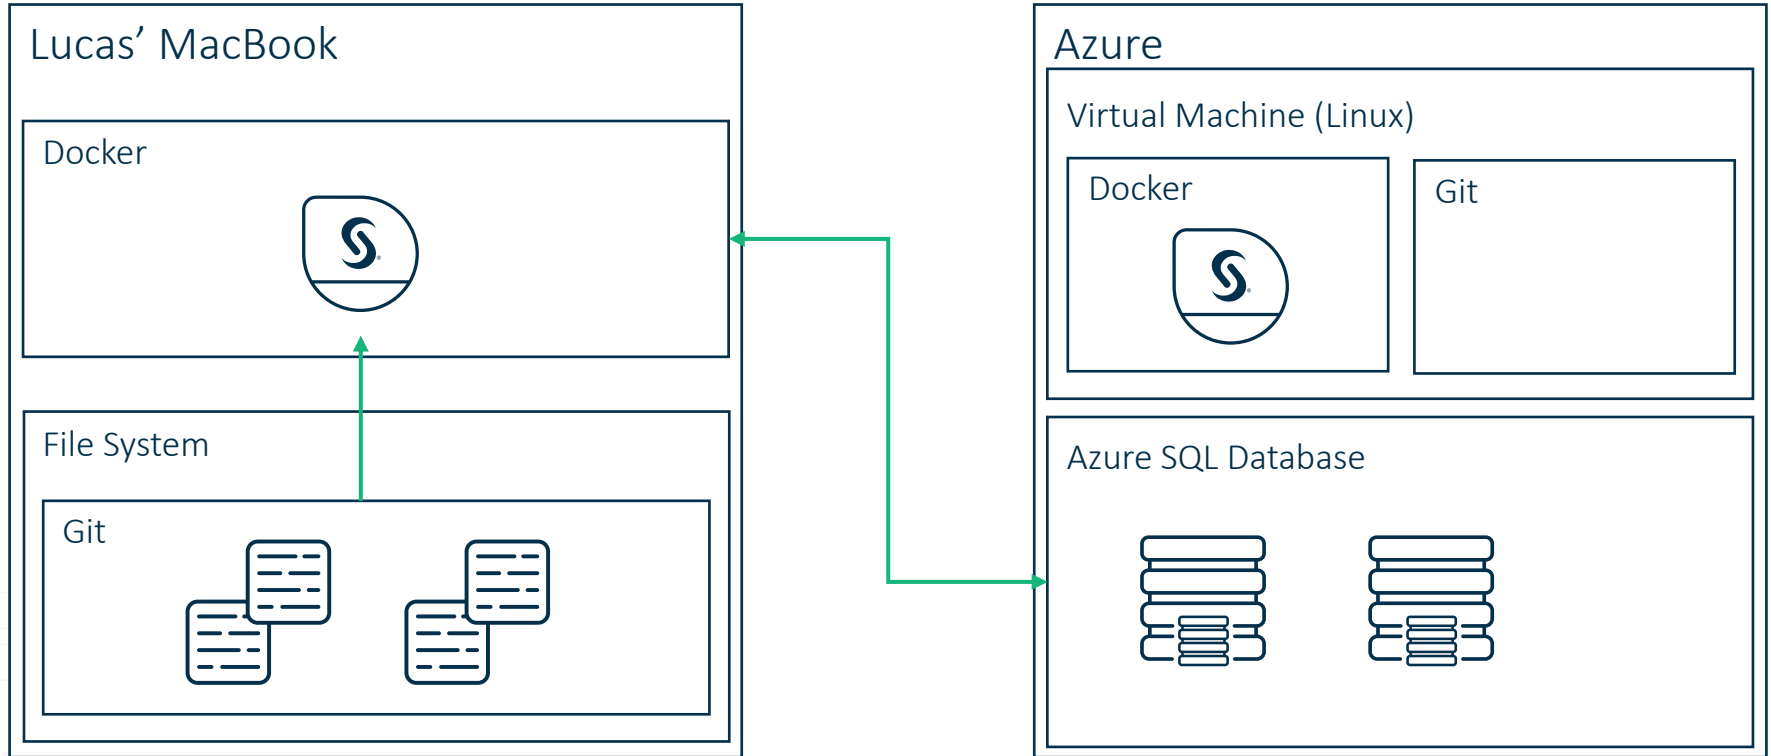 Lucas’ MacBook
Docker
File System
Git
Azure
Virtual Machine (Linux)
Docker
Git
Azure SQL Database